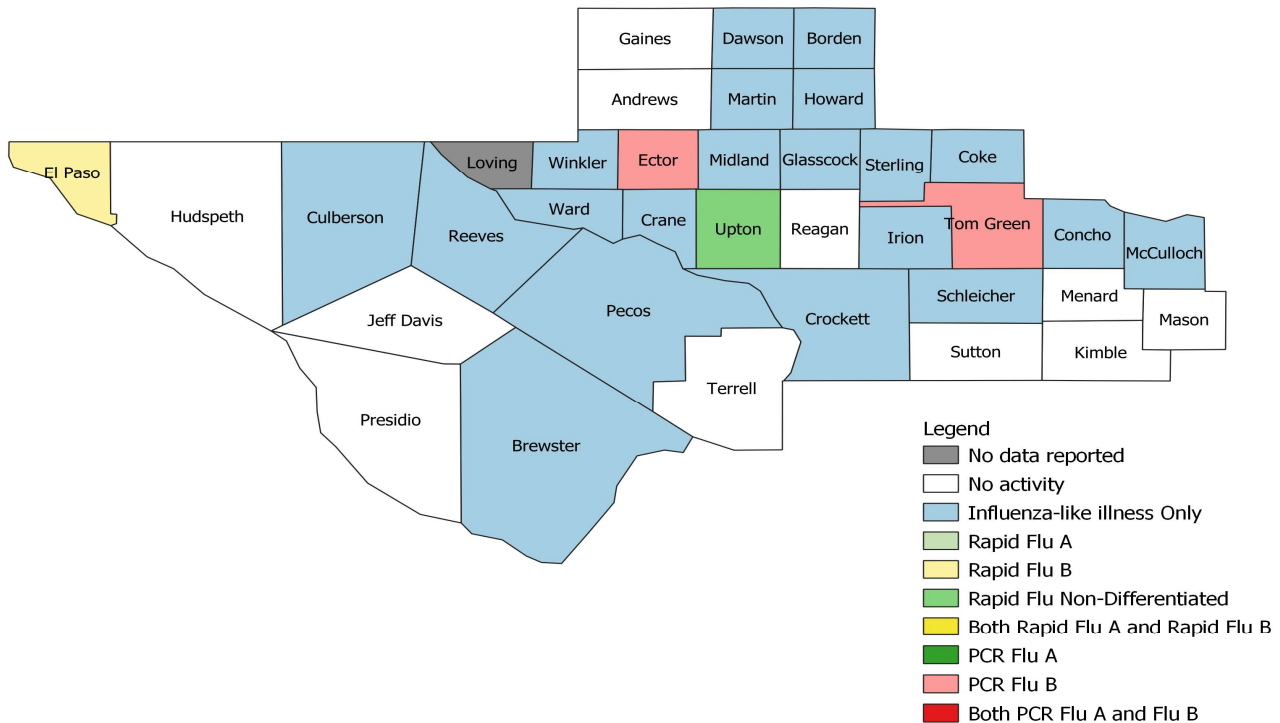 Gaines
Dawson
Borden
Andrews
Martin
Howard
El Paso
Hudspeth
Culberson
Reeves
Loving
Winkler
Ector
Midland
Glasscock
Sterling
Coke
Ward
Crane
Upton
Reagan
Irion
Tom Green
Concho
McCulloch
Jeff Davis
Pecos
Crockett
Schleicher
Menard
Mason
Sutton
Kimble
Terrell
Presidio
Brewster
Legend
No data reported
No activity
Influenza-like illness Only
Rapid Flu A
Rapid Flu B
Rapid Flu Non-Differentiated
Both Rapid Flu A and Rapid Flu B
PCR Flu A
PCR Flu B
Both PCR Flu A and Flu B